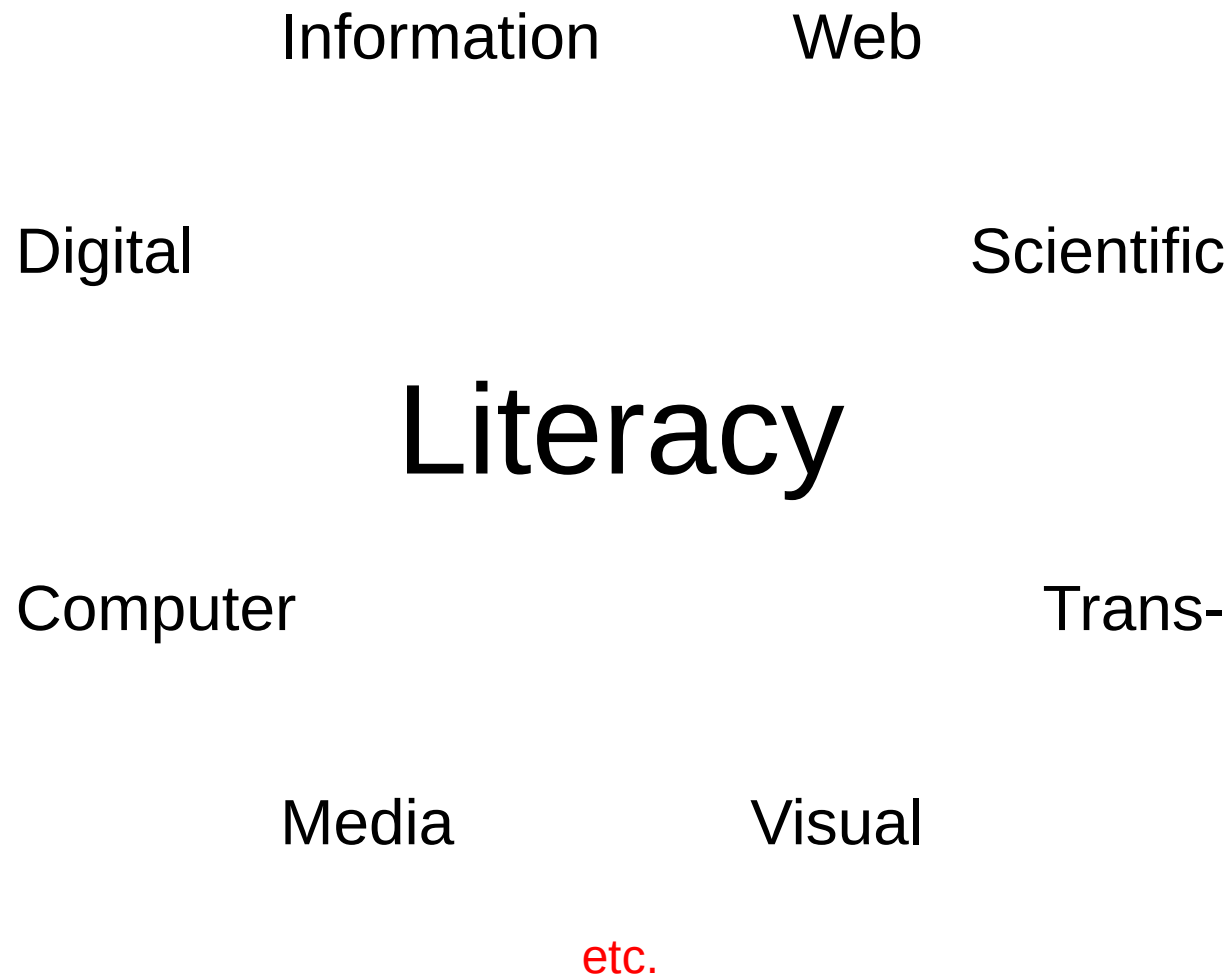 Information Web
Digital Scientific
Literacy
Computer Trans-
Media Visual
etc.